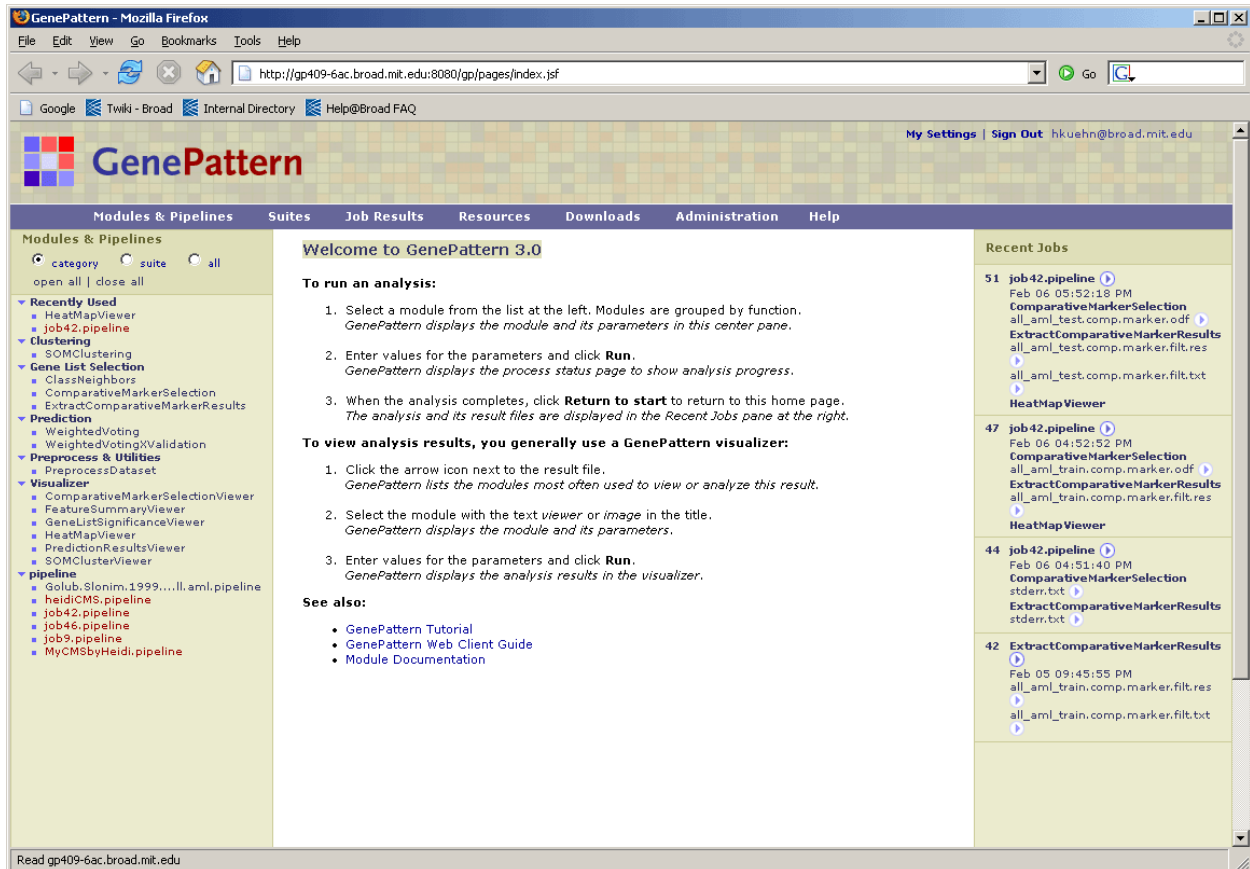 GenePattern - Mozilla Firefox
File Edit View Go Bookmarks Tools Help
http://gp409-6ac.broad.mit.edu:8080/gp/pages/index.jsf
Go
G
Google Twiki - Broad Internal Directory Help@Broad FAQ
My Settings | Sign Out hkuehn@broad.mit.edu
GenePattern
Modules & Pipelines Suites Job Results Resources Downloads Administration Help
Modules & Pipelines
category suite all
open all | close all
Recently Used
HeatMapViewer
job42.pipeline
Clustering
SOMClustering
Gene List Selection
ClassNeighbors
ComparativeMarkerSelection
ExtractComparativeMarkerResults
Prediction
WeightedVoting
WeightedVotingXValidation
Preprocess & Utilities
PreprocessDataset
Visualizer
ComparativeMarkerSelectionViewer
FeatureSummaryViewer
GeneListSignificanceViewer
HeatMapViewer
PredictionResultsViewer
SOMClusterViewer
pipeline
Golub.Slonim.1999....ll.aml.pipeline
heidiCMS.pipeline
job42.pipeline
job46.pipeline
job9.pipeline
MyCMSbyHeidi.pipeline
Welcome to GenePattern 3.0
To run an analysis:
1. Select a module from the list at the left. Modules are grouped by function.
GenePattern displays the module and its parameters in this center pane.
2. Enter values for the parameters and click Run.
GenePattern displays the process status page to show analysis progress.
3. When the analysis completes, click Return to start to return to this home page.
The analysis and its result files are displayed in the Recent Jobs pane at the right.
To view analysis results, you generally use a GenePattern visualizer:
1. Click the arrow icon next to the result file.
GenePattern lists the modules most often used to view or analyze this result.
2. Select the module with the text viewer or image in the title.
GenePattern displays the module and its parameters.
3. Enter values for the parameters and click Run.
GenePattern displays the analysis results in the visualizer.
See also:
GenePattern Tutorial
GenePattern Web Client Guide
Module Documentation
Recent Jobs
51 job42.pipeline
Feb 06 05:52:18 PM
ComparativeMarkerSelection
all_aml_test.comp.marker.odf
ExtractComparativeMarkerResults
all_aml_test.comp.marker.filt.res
all_aml_test.comp.marker.filt.txt
HeatMapViewer
47 job42.pipeline
Feb 06 04:52:52 PM
ComparativeMarkerSelection
all_aml_train.comp.marker.odf
ExtractComparativeMarkerResults
all_aml_train.comp.marker.filt.res
HeatMapViewer
44 job42.pipeline
Feb 06 04:51:40 PM
ComparativeMarkerSelection
stderr.txt
ExtractComparativeMarkerResults
stderr.txt
42 ExtractComparativeMarkerResults
Feb 05 09:45:55 PM
all_aml_train.comp.marker.filt.res
all_aml_train.comp.marker.filt.txt
Read gp409-6ac.broad.mit.edu